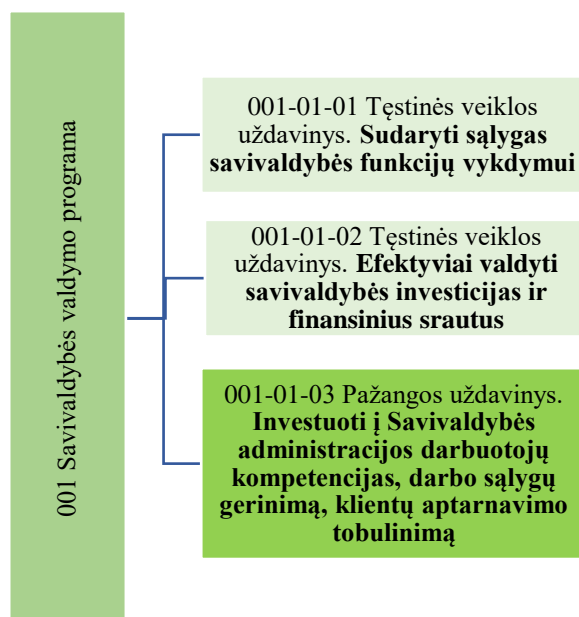 001 Savivaldybės valdymo programa
001-01-01 Tęstinės veiklos
uždavinys. Sudaryti sąlygas
savivaldybės funkcijų vykdymui
001-01-02 Tęstinės veiklos
uždavinys. Efektyviai valdyti
savivaldybės investicijas ir
finansinius srautus
001-01-03 Pažangos uždavinys.
Investuoti į Savivaldybės
administracijos darbuotojų
kompetencijas, darbo sąlygų
gerinimą, klientų aptarnavimo
tobulinimą